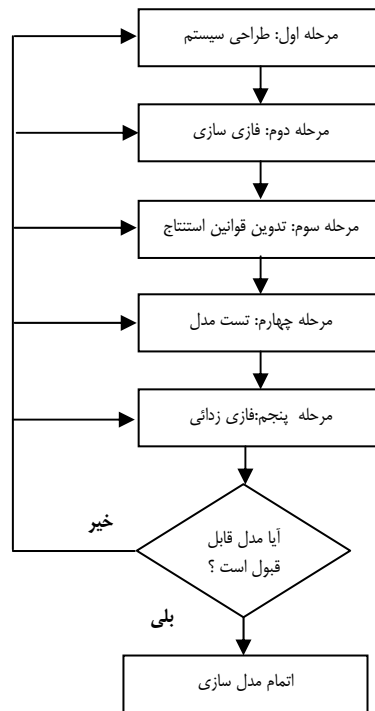 مرحله اول: طراحی سیستم
مرحله دوم: فازی سازی
مرحله سوم: تدوین قوانین استنتاج
مرحله چهارم: تست مدل
مرحله پنجم:فازی زدائی
خیر
آیا مدل قابل
قبول است ؟
بلی
اتمام مدل سازی